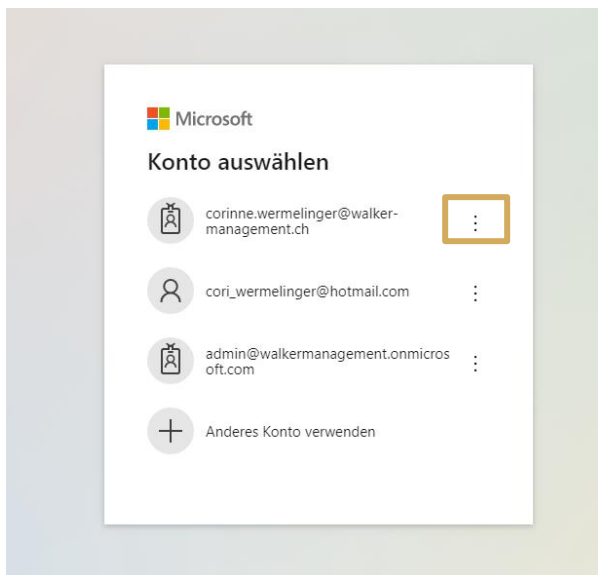 Microsoft
Konto auswählen
corinne.wermelinger@walker-
management.ch
cori_wermelinger@hotmail.com
admin@walkermanagement.onmicros
oft.com
Anderes Konto verwenden